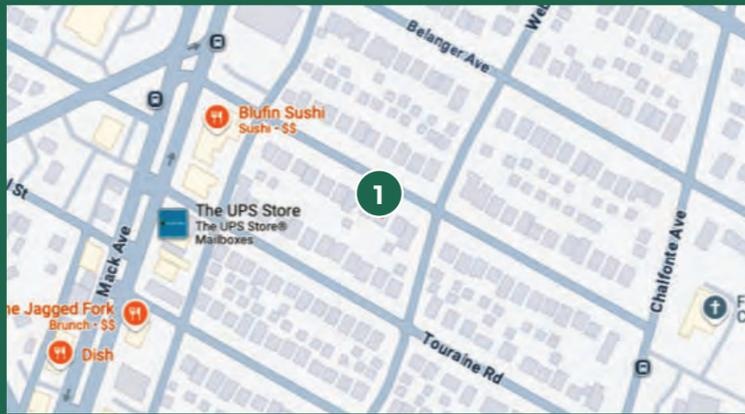 Belanger Ave
Blufin Sushi
Sushi • $$
1
The UPS Store
The UPS Store®
Mailboxes
Mack Ave
Chalfonte Ave
Jagged Fork
Brunch • $$
Dish
Touraine Rd